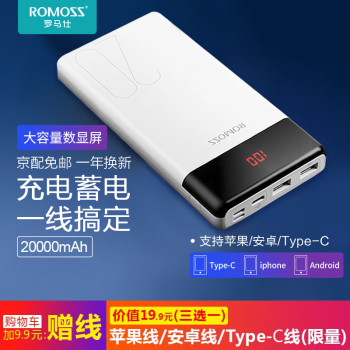 ROMOSS
罗马仕
大容量数显屏
京配免邮 一年换新
充电蓄电
一线搞定
20000mAh
ROMOSS
100
·支持苹果/安卓/Type-C
Type-C
iphone
Android
购物车
加9.9元:
赠线
价值19.9元(三选一)
苹果线/安卓线/Type-C线(限量)